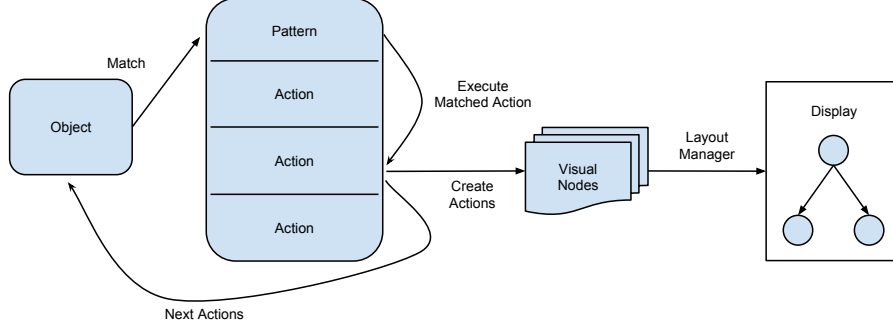 Object
Match
Pattern
Action
Action
Action
Execute
Matched Action
Next Actions
Create
Actions
Visual
Nodes
Layout
Manager
Display